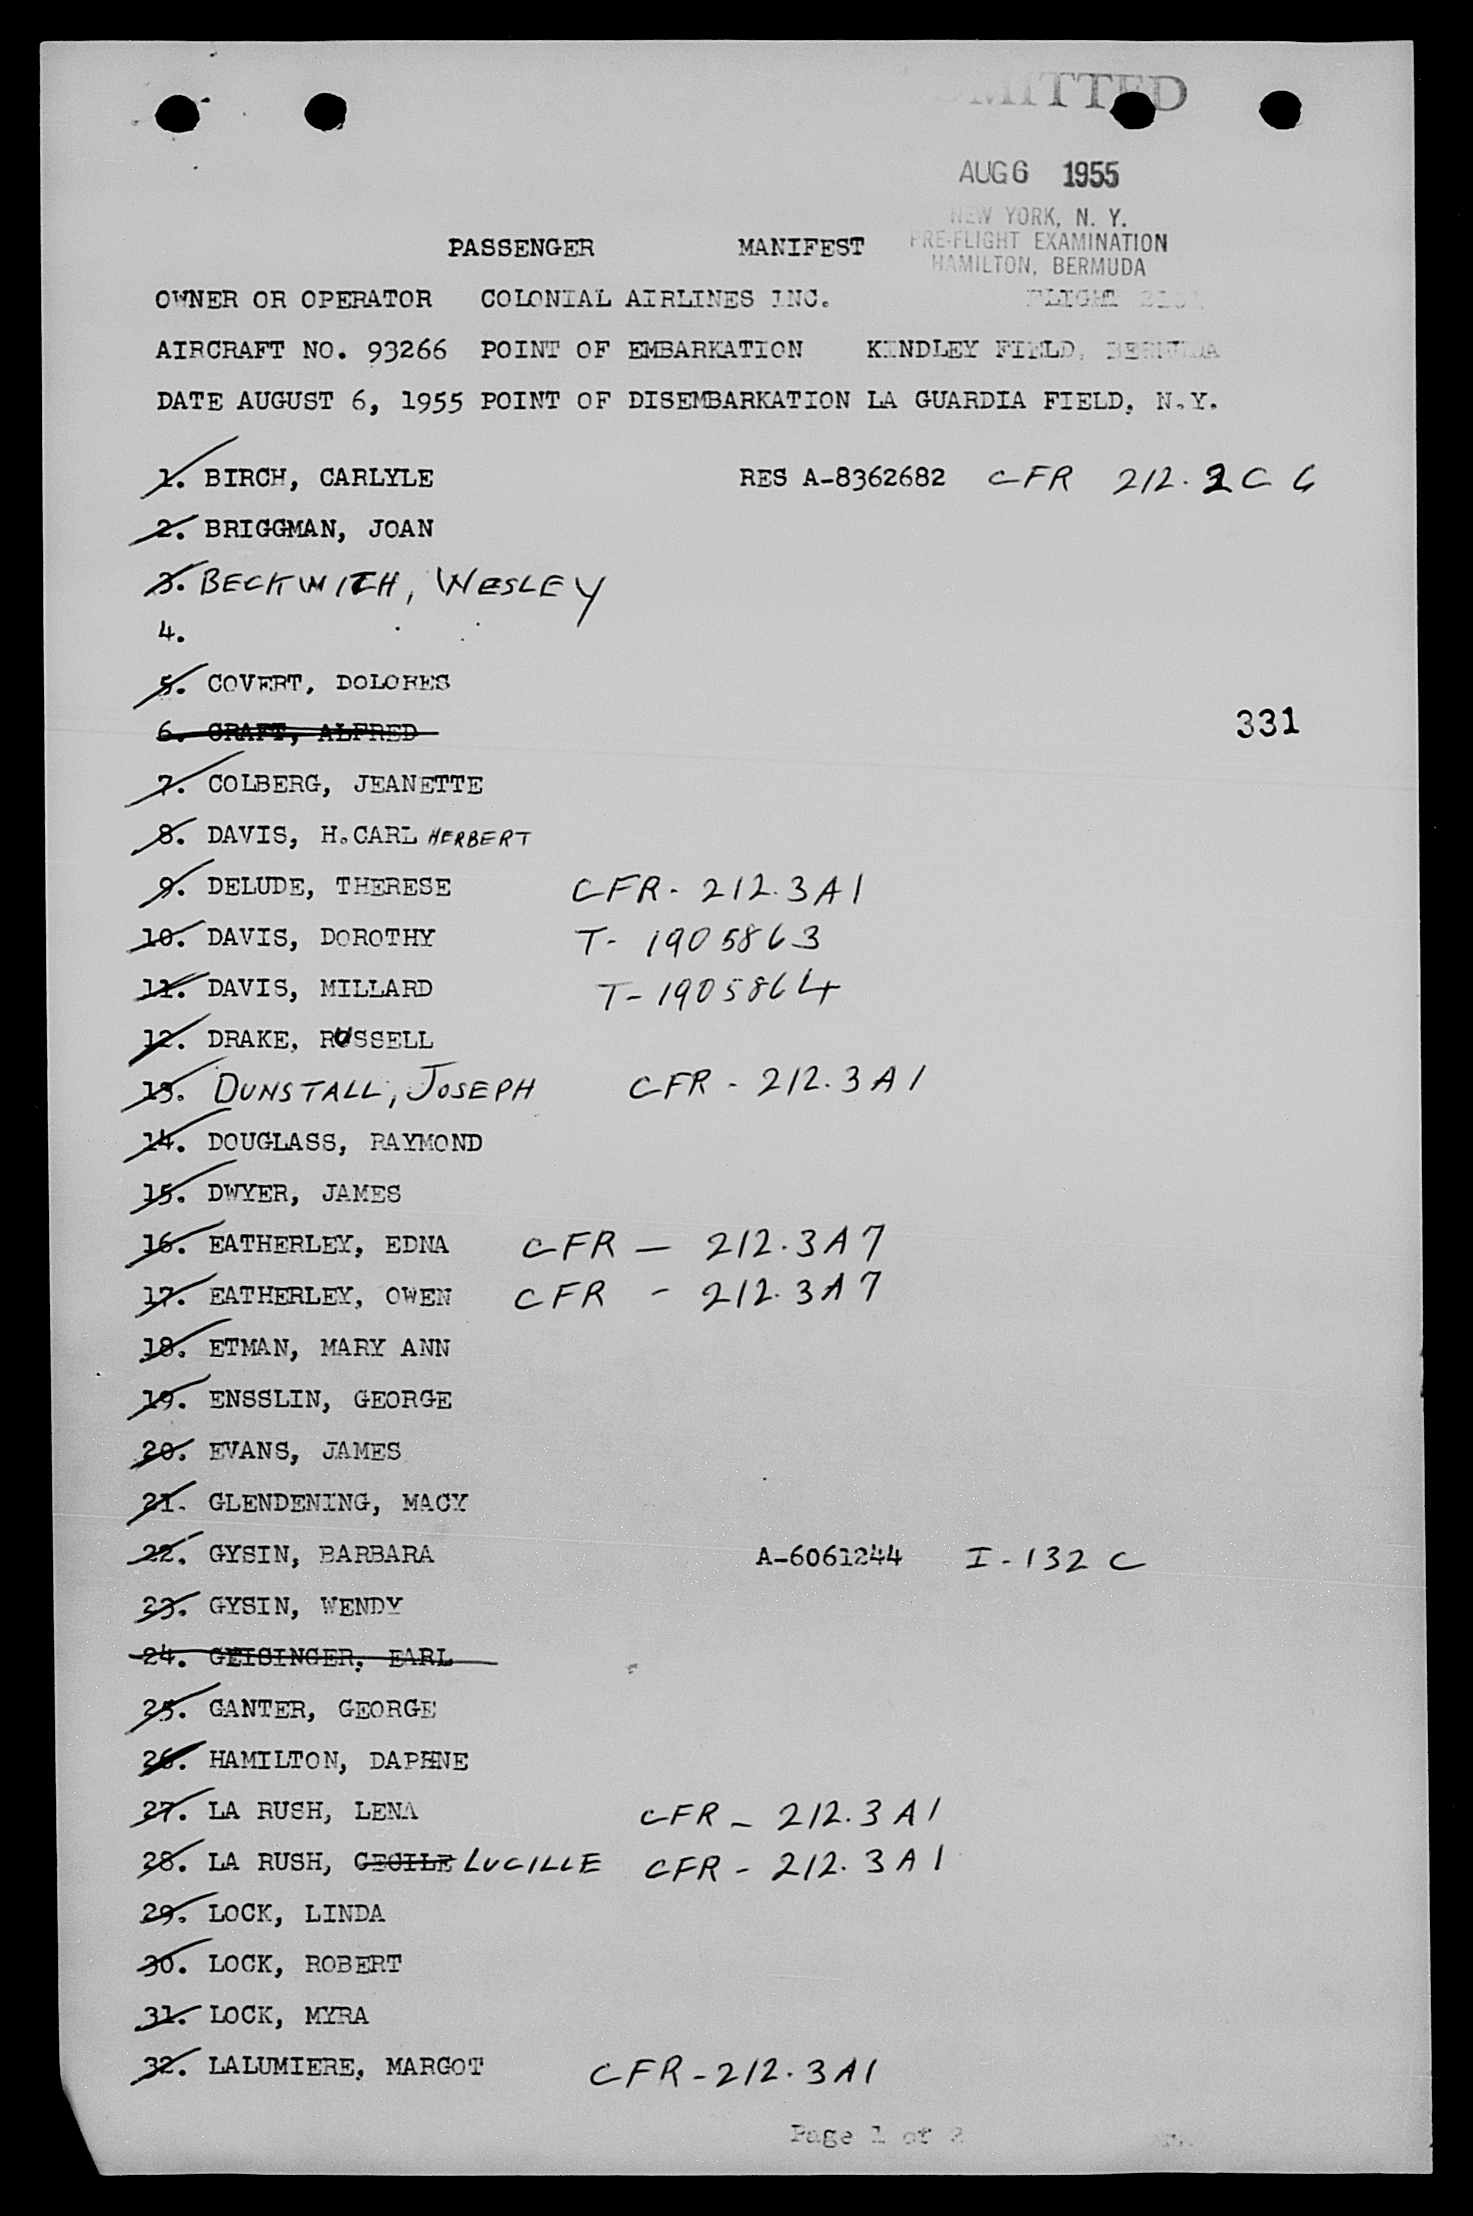 ADMITTED
AUG 6 1955
NEW YORK, N. Y.
PRE-FLIGHT EXAMINATION
HAMILTON, BERMUDA
PASSENGER MANIFEST
OWNER OR OPERATOR COLONIAL AIRLINES INC. FLIGHT
AIRCRAFT NO. 93266 POINT OF EMBARKATION KINDLEY FIELD, BERMUDA
DATE AUGUST 6, 1955 POINT OF DISEMBARKATION LA GUARDIA FIELD, N.Y.
1. BIRCH, CARLYLE RES A-8362682 CFR 212.2C 6
2. BRIGGMAN, JOAN
3. BECKWITH, WESLEY
4.
5. COVERT, DOLORES
6. CRAFT, ALFRED
331
7. COLBERG, JEANETTE
8. DAVIS, H.CARL HERBERT
9. DELUDE, THERESE CFR- 212.3A1
10. DAVIS, DOROTHY T- 1905863
11. DAVIS, MILLARD T-1905864
12. DRAKE, RUSSELL
13. DUNSTALL, JOSEPH CFR - 212.3A1
14. DOUGLASS, RAYMOND
15. DWYER, JAMES
16. EATHERLEY, EDNA CFR — 212.3A7
17. EATHERLEY, OWEN CFR - 212.3A7
18. ETMAN, MARY ANN
19. ENSSLIN, GEORGE
20. EVANS, JAMES
21. GLENDENING, MACY
22. GYSIN, BARBARA A-6061244 I-132 C
23. GYSIN, WENDY
24. GEISINGER, EARL
25. GANTER, GEORGE
26. HAMILTON, DAPHNE
27. LA RUSH, LENA CFR - 212.3A1
28. LA RUSH, CECILE LUCILLE CFR - 212.3A1
29. LOCK, LINDA
30. LOCK, ROBERT
31. LOCK, MYRA
32. LALUMIERE, MARGOT CFR-212.3A1
Page 1 of 2